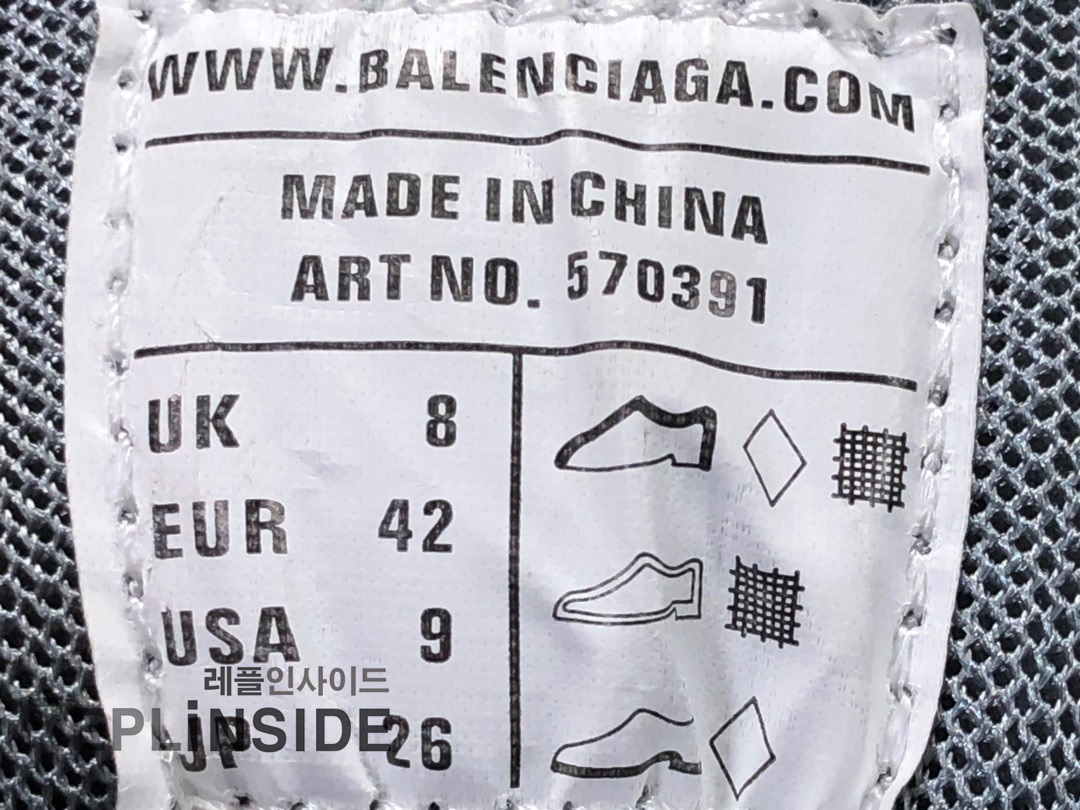 WWW.BALENCIAGA.COM
MADE IN CHINA
ART NO. 570391
UK 8
EUR 42
USA 9
레플인사이드
JP 26